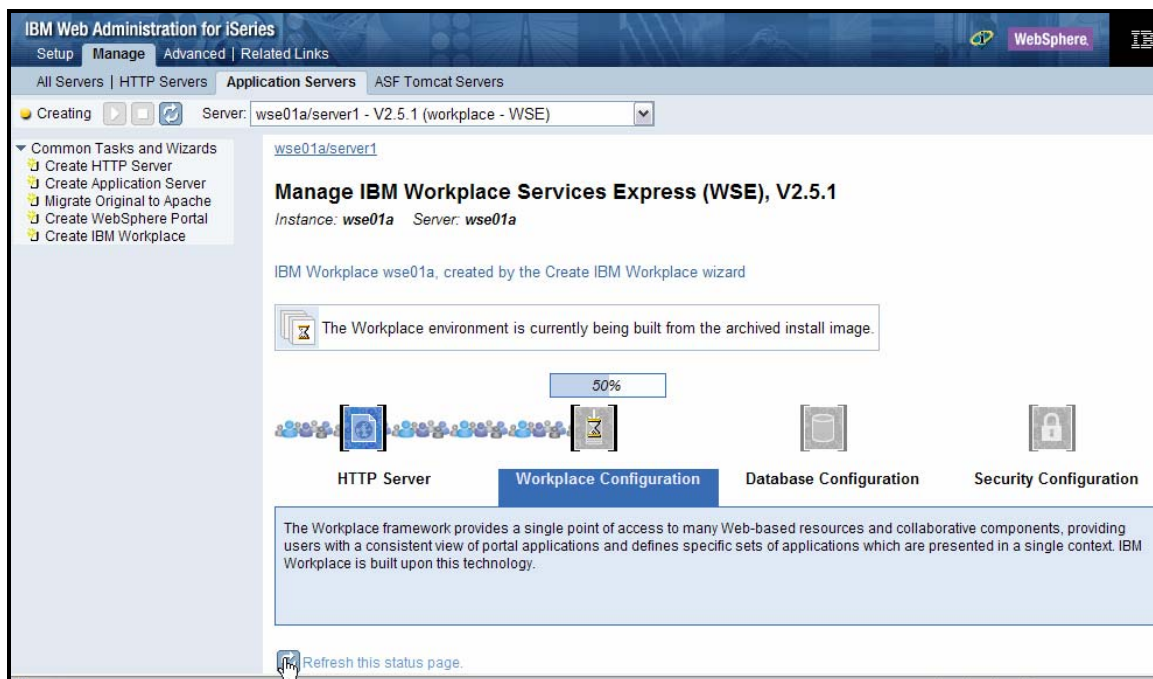 IBM Web Administration for iSeries
Setup Manage Advanced | Related Links
WebSphere
All Servers | HTTP Servers Application Servers ASF Tomcat Servers
Creating Server: wse01a/server1 - V2.5.1 (workplace - WSE)
Common Tasks and Wizards
Create HTTP Server
Create Application Server
Migrate Original to Apache
Create WebSphere Portal
Create IBM Workplace
wse01a/server1
Manage IBM Workplace Services Express (WSE), V2.5.1
Instance: wse01a Server: wse01a
IBM Workplace wse01a, created by the Create IBM Workplace wizard
The Workplace environment is currently being built from the archived install image.
50%
HTTP Server Workplace Configuration Database Configuration Security Configuration
The Workplace framework provides a single point of access to many Web-based resources and collaborative components, providing
users with a consistent view of portal applications and defines specific sets of applications which are presented in a single context. IBM
Workplace is built upon this technology.
Refresh this status page.